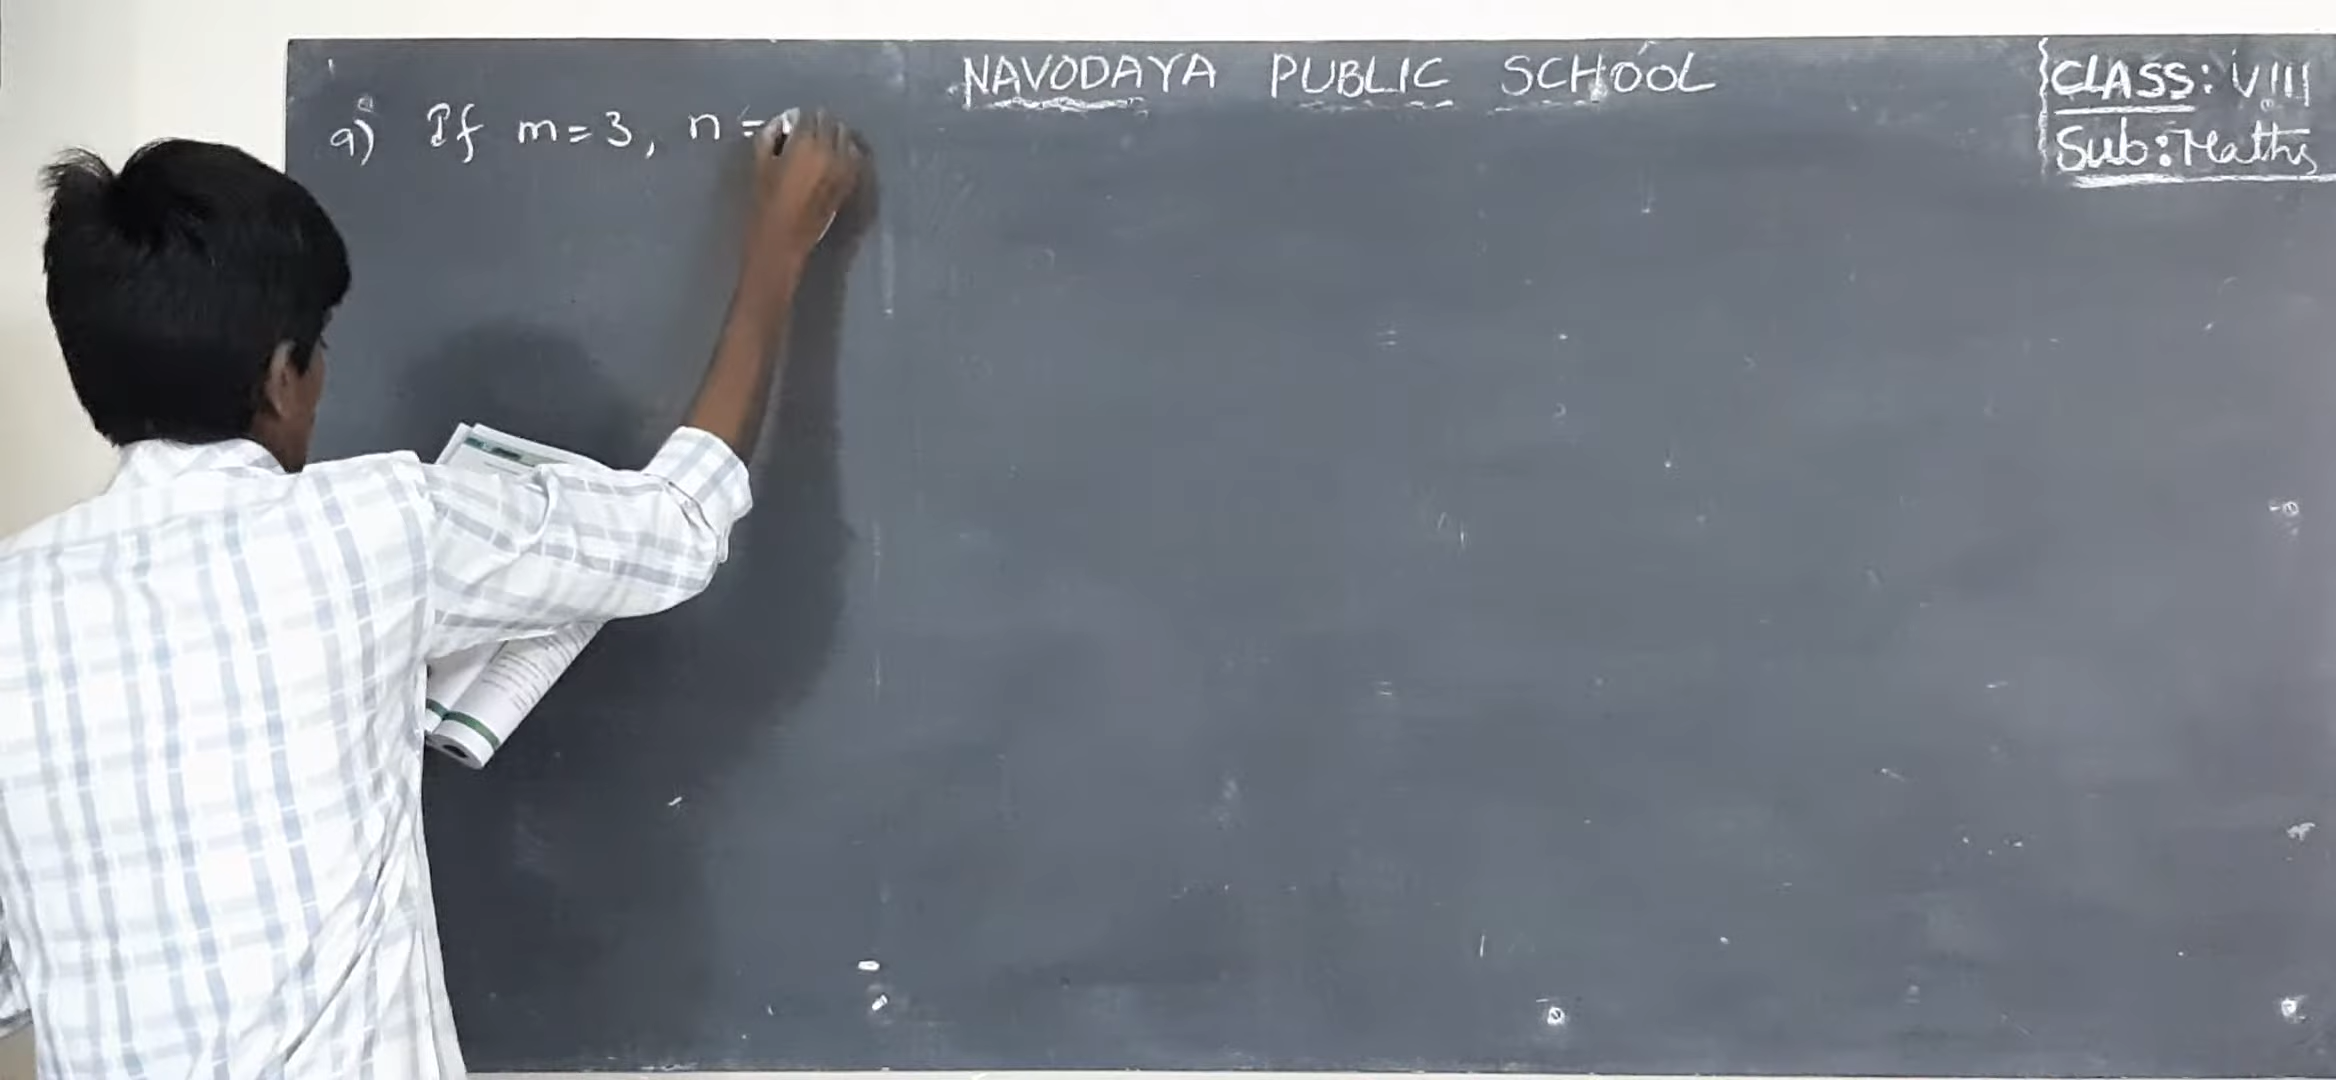 NAVODAYA PUBLIC SCHOOL
CLASS: VIII
Sub: Maths
9) If m=3, n=